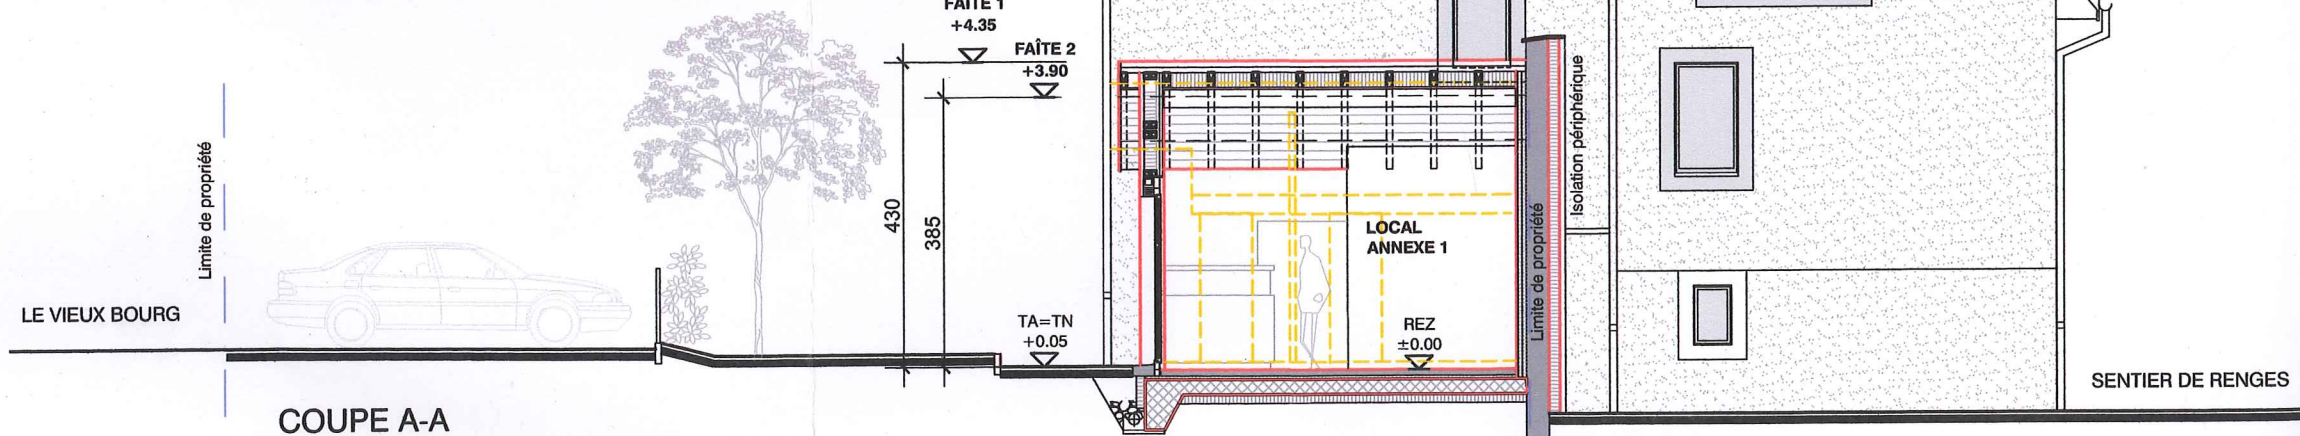 FAÎTE 1
+4.35
FAÎTE 2
+3.90
Limite de propriété
430
385
Isolation périphérique
Limite de propriété
LOCAL
ANNEXE 1
LE VIEUX BOURG
TA=TN
+0.05
REZ
±0.00
SENTIER DE RENGES
COUPE A-A